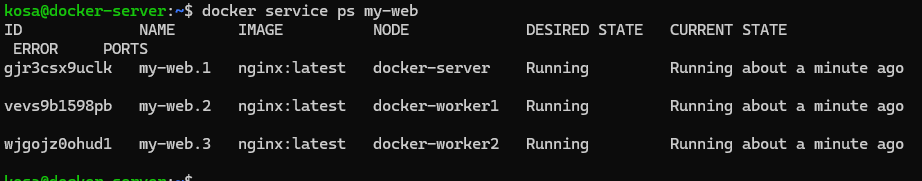 kosa@docker-server:~$ docker service ps my-web
ID             NAME       IMAGE          NODE             DESIRED STATE   CURRENT STATE
 ERROR     PORTS
gjr3csx9uclk   my-web.1   nginx:latest   docker-server    Running         Running about a minute ago
vevs9b1598pb   my-web.2   nginx:latest   docker-worker1   Running         Running about a minute ago
wjgojz0ohud1   my-web.3   nginx:latest   docker-worker2   Running         Running about a minute ago
kosa@docker-server:~$